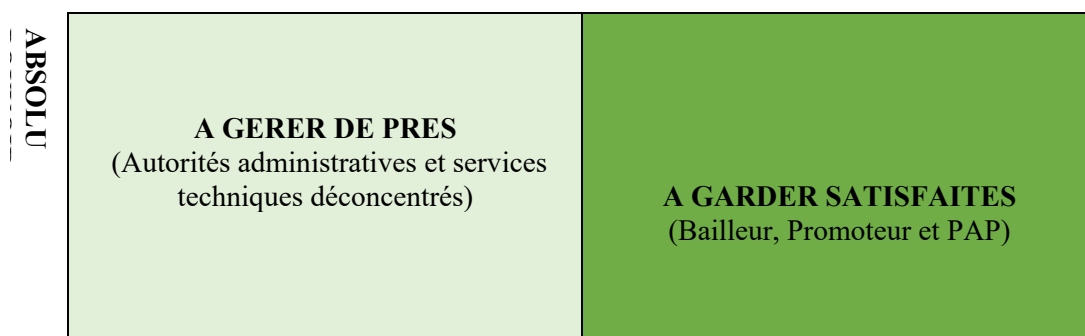 ABSOLU
A GERER DE PRES
(Autorités administratives et services
techniques déconcentrés)
A GARDER SATISFAITES
(Bailleur, Promoteur et PAP)